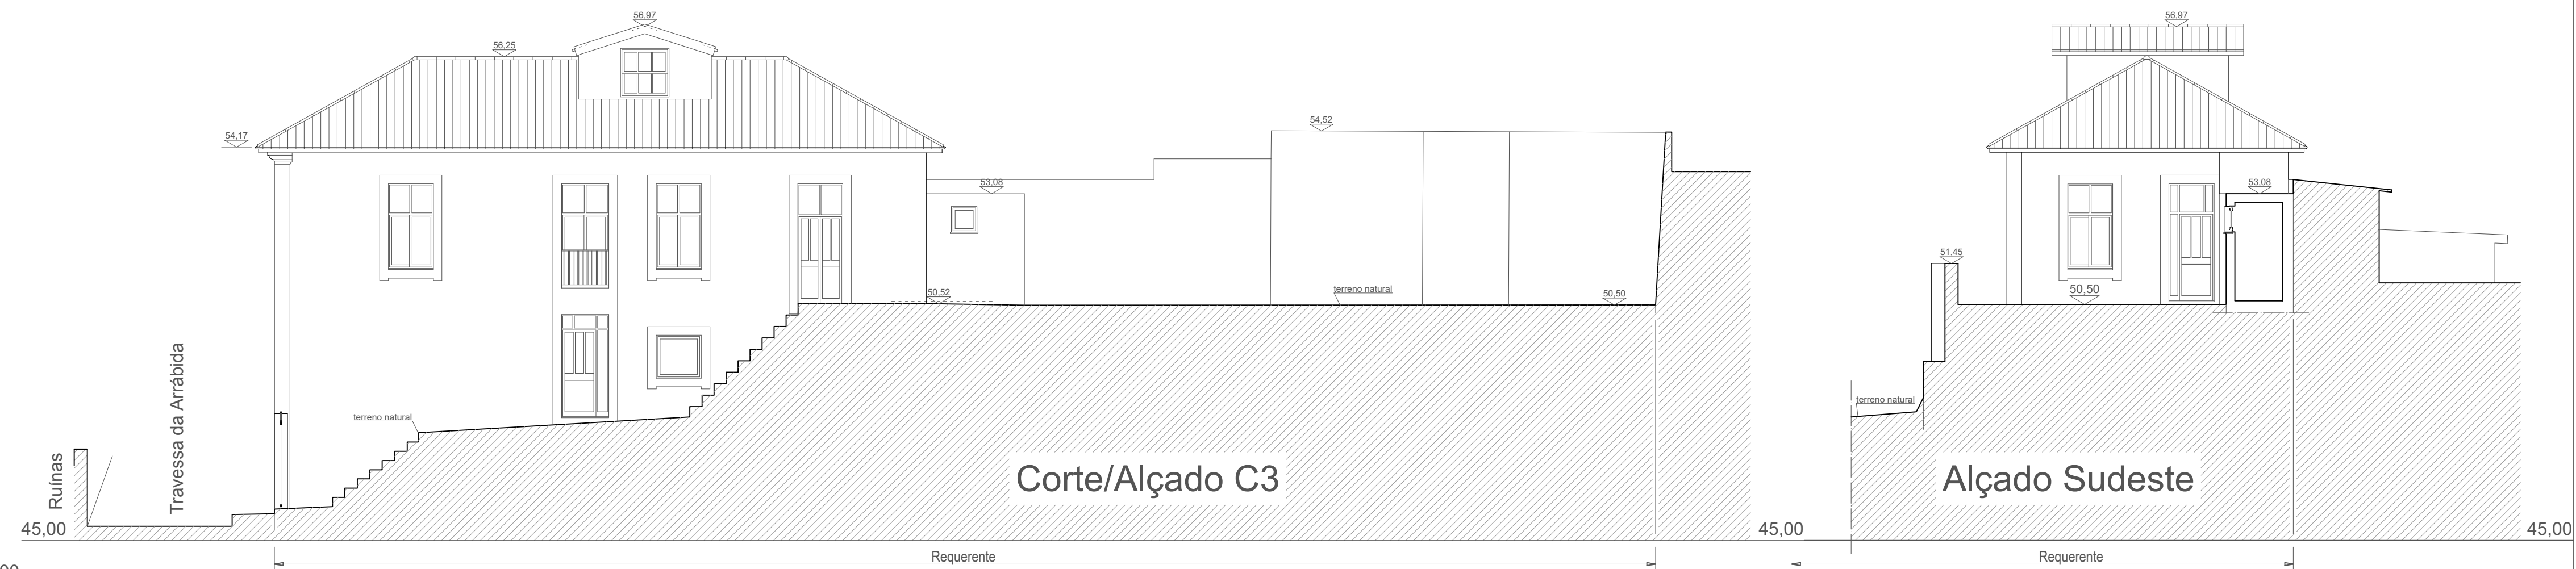 56,97
56,25
54,17
54,52
53,08
50,52
terreno natural
50,50
terreno natural
Travessa da Arrábida
Ruínas
Corte/Alçado C3
45,00
45,00
Requerente
56,97
53,08
51,45
50,50
terreno natural
Alçado Sudeste
45,00
Requerente